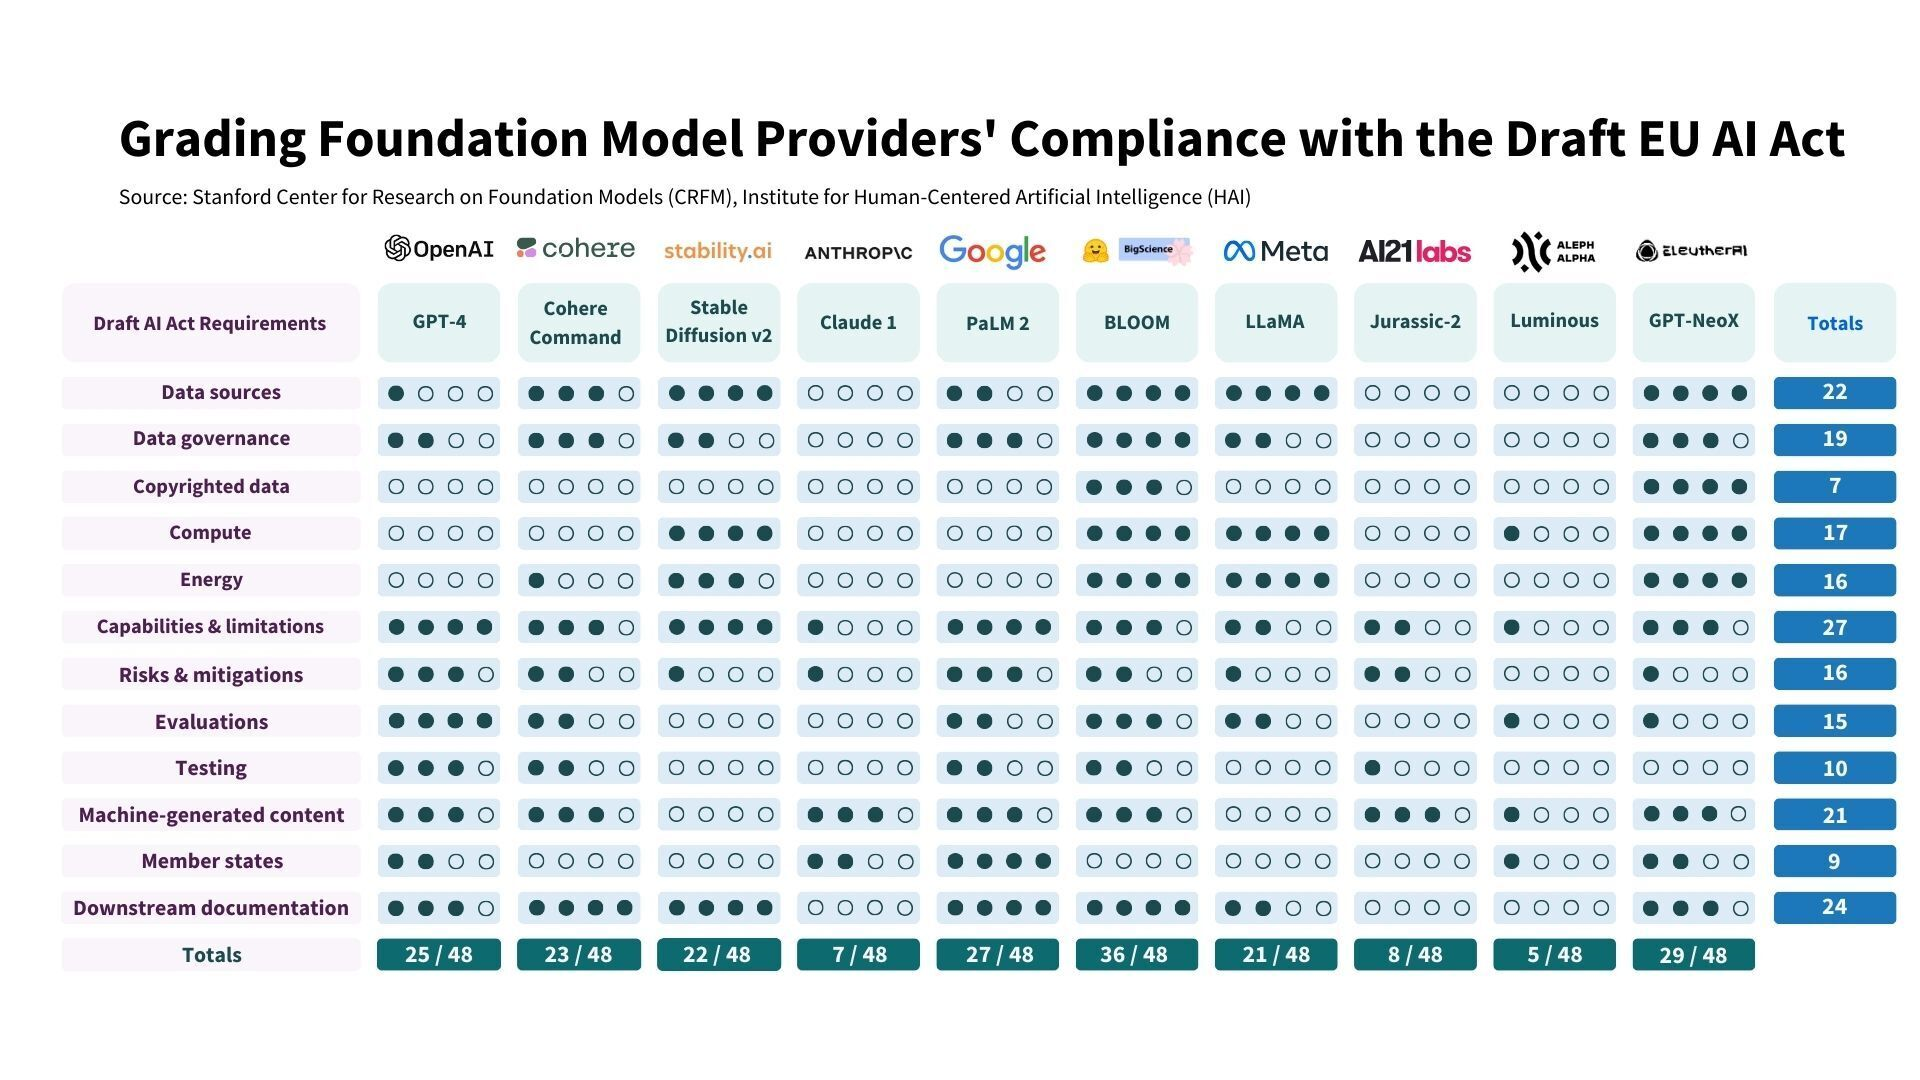 Grading Foundation Model Providers' Compliance with the Draft EU AI Act
Source: Stanford Center for Research on Foundation Models (CRFM), Institute for Human-Centered Artificial Intelligence (HAI)
OpenAI cohere stability.ai ANTHROP\C Google BigScience Meta AI21labs ALEPH ALPHA EleutherAI
Draft AI Act Requirements GPT-4 Cohere Command Stable Diffusion v2 Claude 1 PaLM 2 BLOOM LLaMA Jurassic-2 Luminous GPT-NeoX Totals
Data sources 22
Data governance 19
Copyrighted data 7
Compute 17
Energy 16
Capabilities & limitations 27
Risks & mitigations 16
Evaluations 15
Testing 10
Machine-generated content 21
Member states 9
Downstream documentation 24
Totals 25 / 48 23 / 48 22 / 48 7 / 48 27 / 48 36 / 48 21 / 48 8 / 48 5 / 48 29 / 48